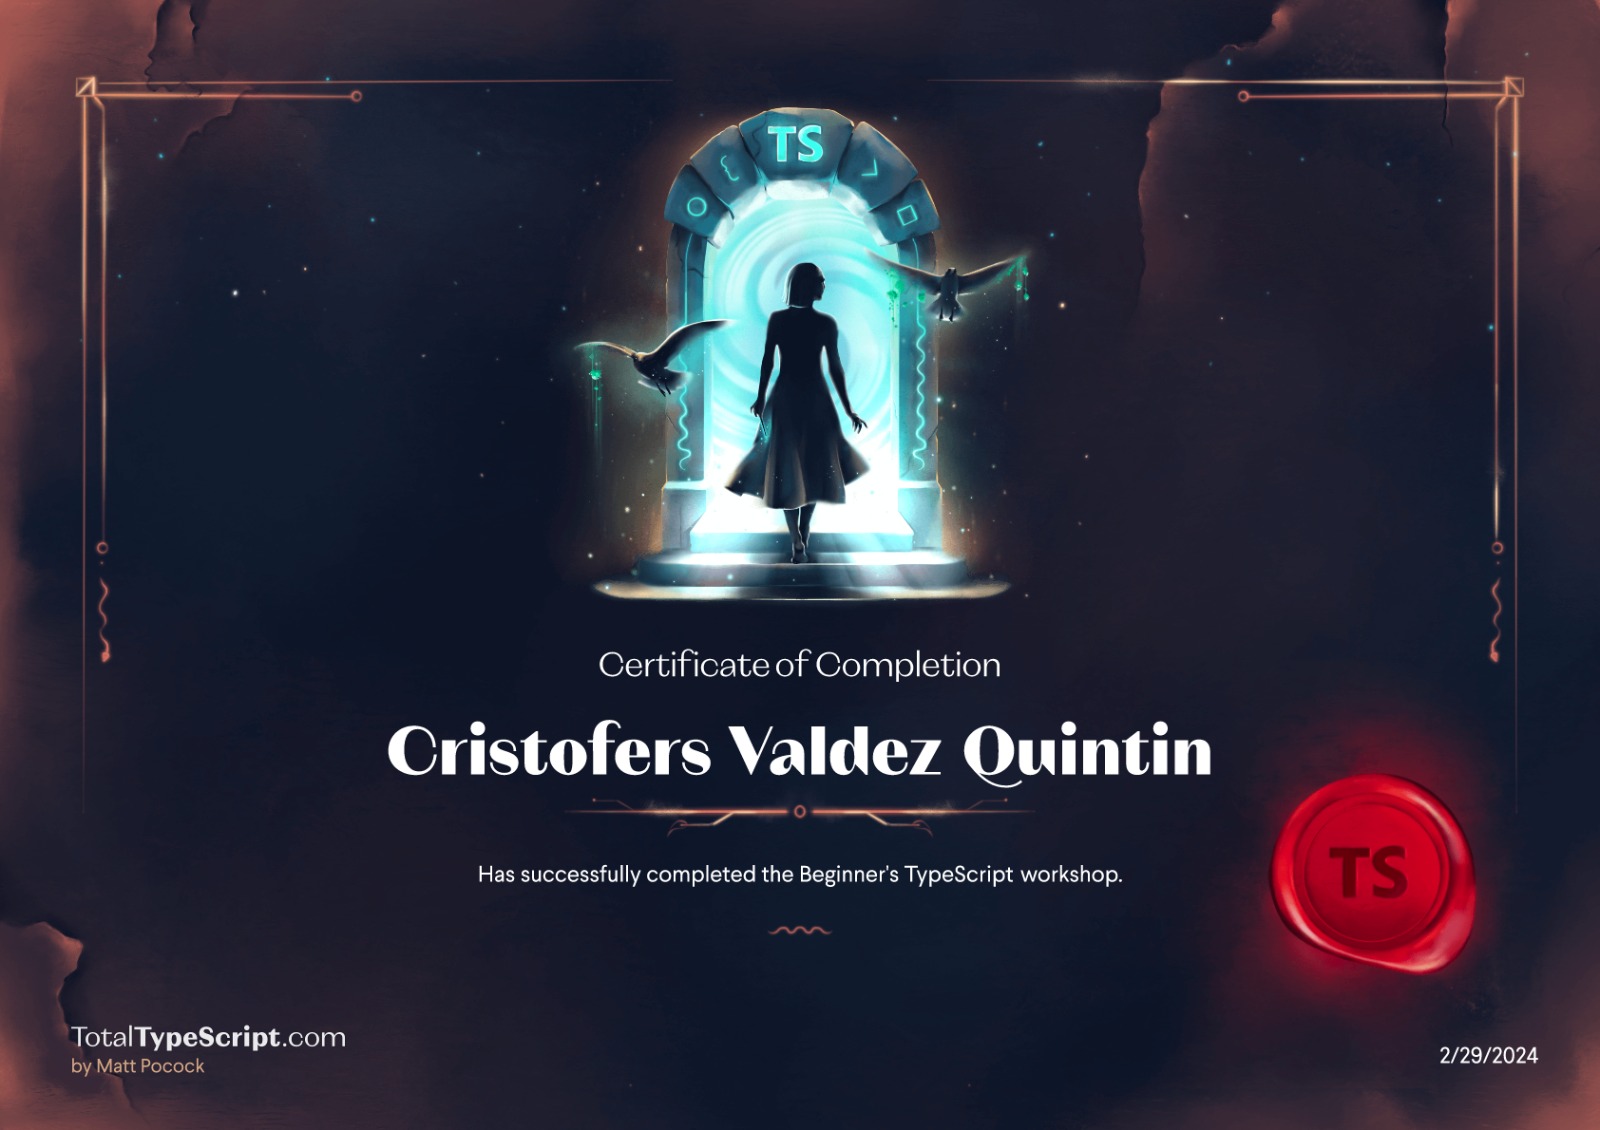 TS
Certificate of Completion
Cristofers Valdez Quintin
Has successfully completed the Beginner's TypeScript workshop.
TS
TotalTypeScript.com
by Matt Pocock
2/29/2024